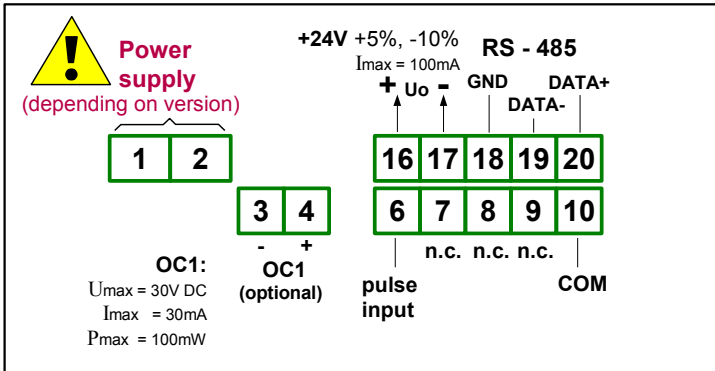 !
Power
supply
(depending on version)
+24V +5%, -10%
Imax = 100mA
+ Uo -
RS - 485
GND
DATA+
DATA-
1 2
16 17 18 19 20
3 4
6 7 8 9 10
- +
OC1
(optional)
n.c. n.c. n.c.
pulse
input
COM
OC1:
Umax = 30V DC
Imax = 30mA
Pmax = 100mW